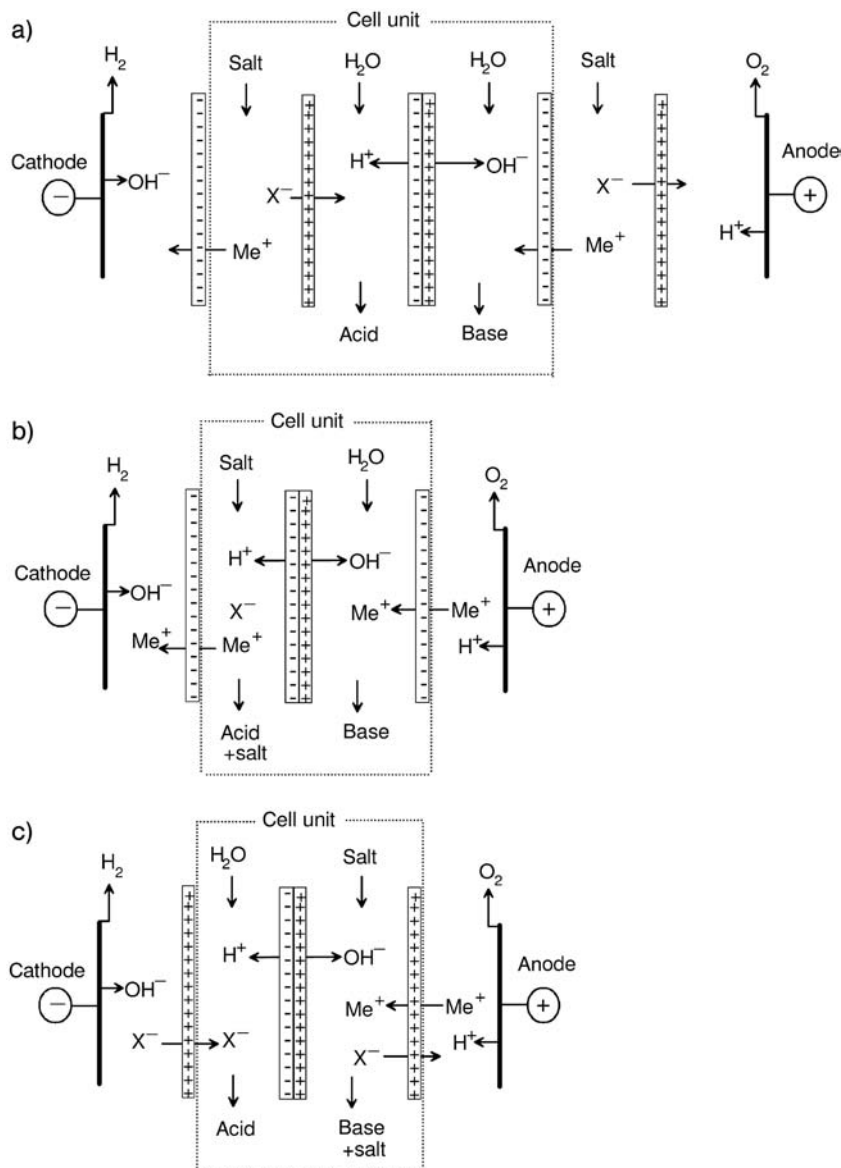 a)
Cell unit
H2
Salt
H2O
H2O
Salt
O2
Cathode
−
OH−
H+
OH−
Anode
+
X−
X−
Me+
Me+
H+
Acid
Base
b)
Cell unit
H2
Salt
H2O
O2
Cathode
−
OH−
H+
OH−
Anode
+
X−
Me+
Me+
Me+
Me+
H+
Acid
+salt
Base
c)
Cell unit
H2
H2O
Salt
O2
Cathode
−
OH−
H+
OH−
Anode
+
Me+
Me+
X−
X−
X−
H+
Acid
Base
+salt